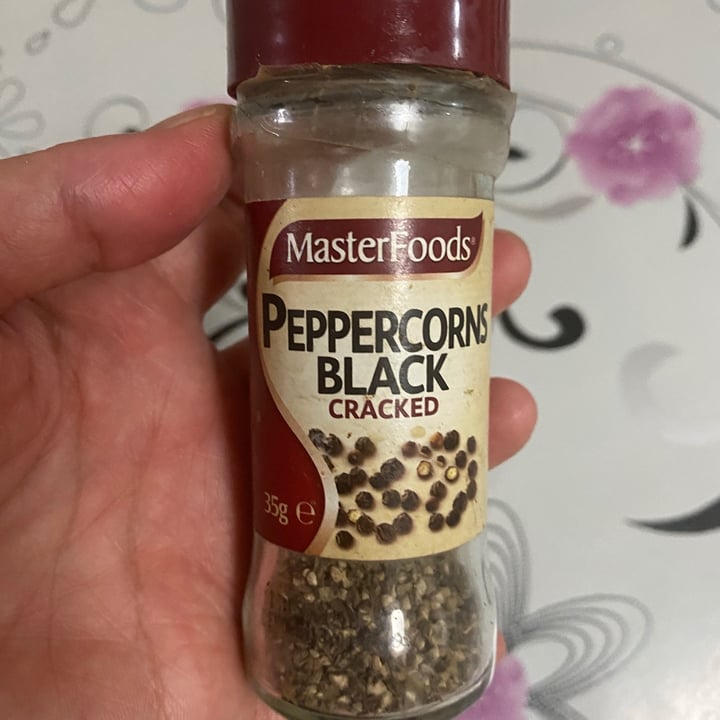 MasterFoods®
PEPPERCORNS
BLACK
CRACKED
35g ℮